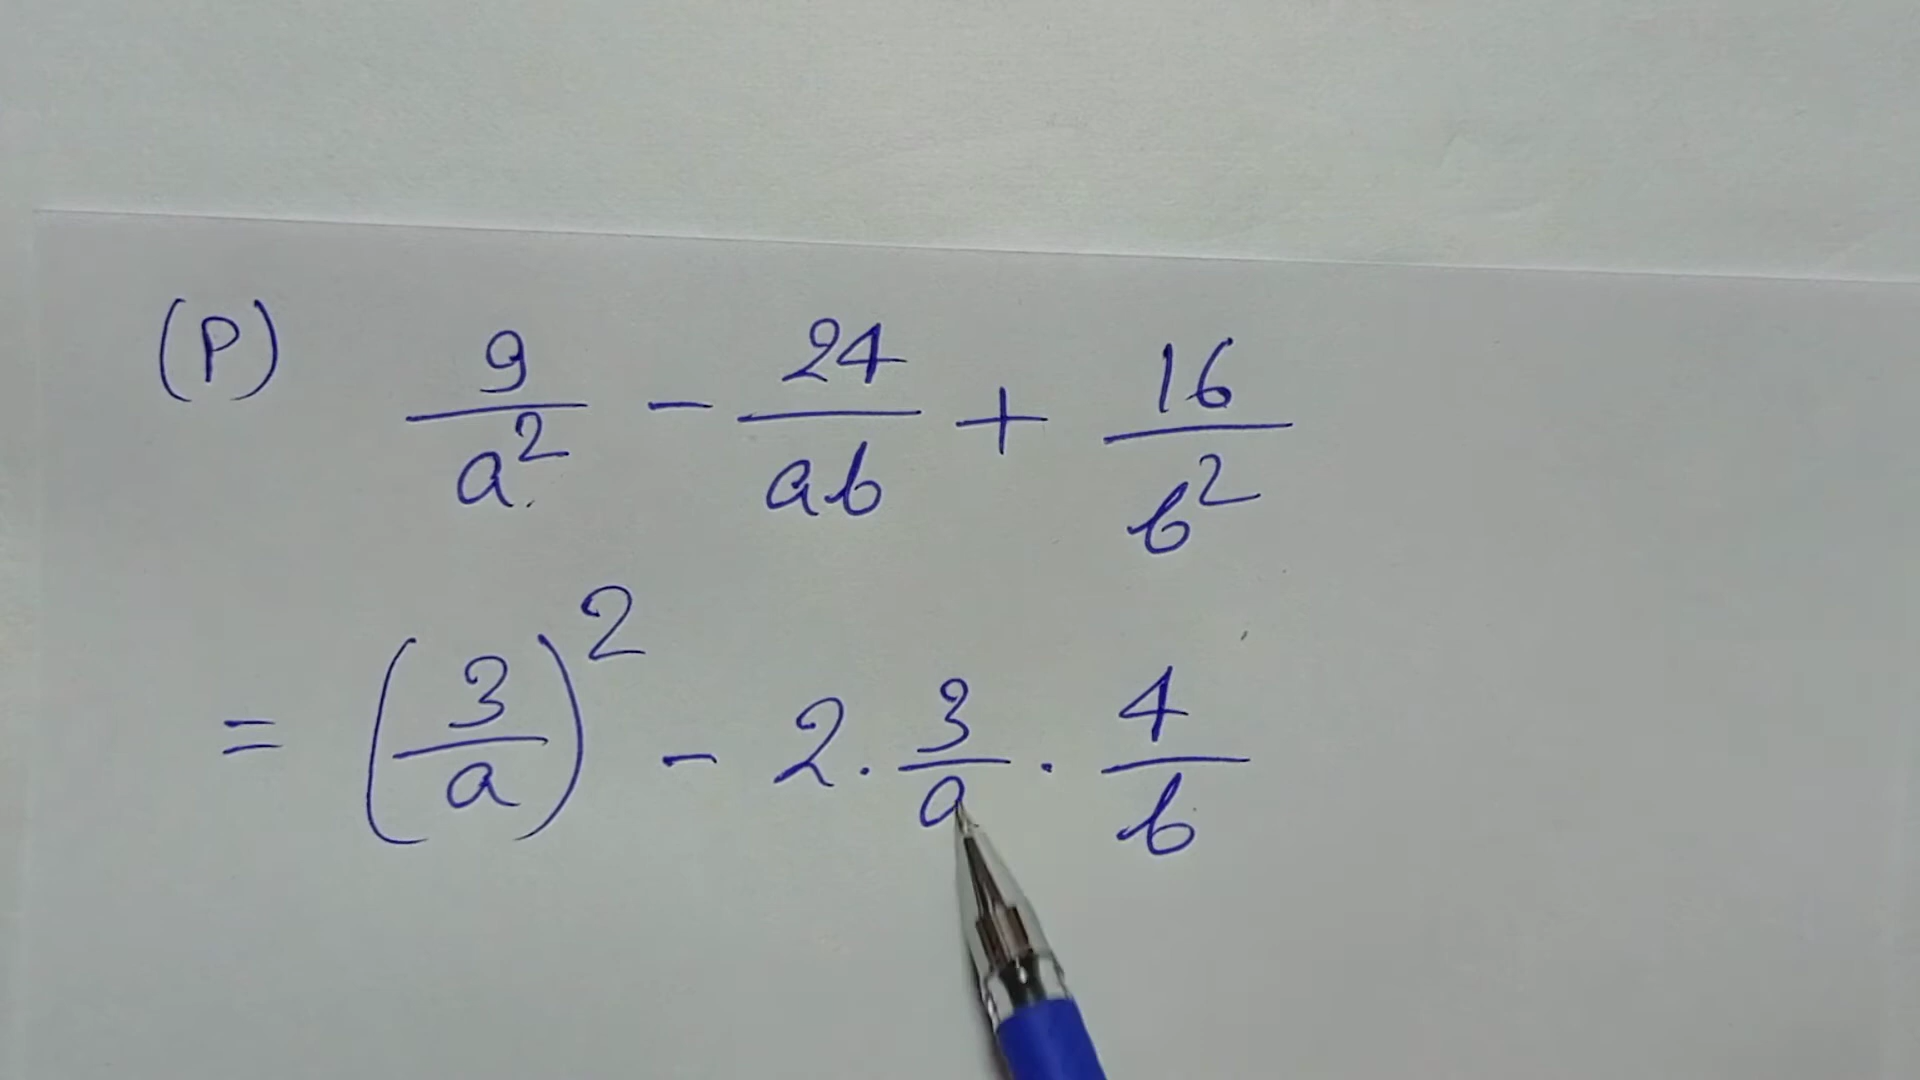 (P) 9/a² - 24/ab + 16/b²
= (3/a)² - 2 · 3/a · 4/b